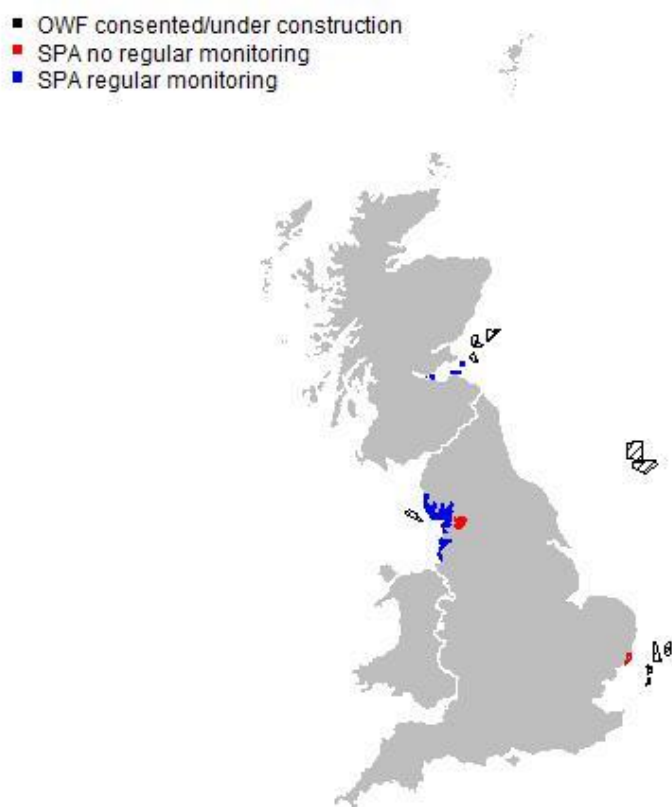 OWF consented/under construction
SPA no regular monitoring
SPA regular monitoring